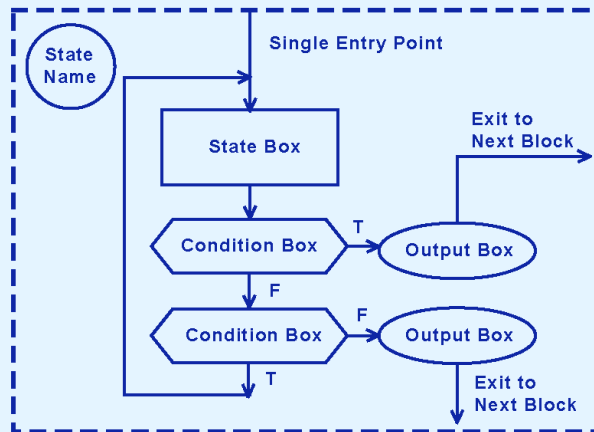 Single Entry Point
State
Name
Exit to
Next Block
State Box
T
Condition Box
Output Box
F
F
Condition Box
Output Box
T
Exit to
Next Block